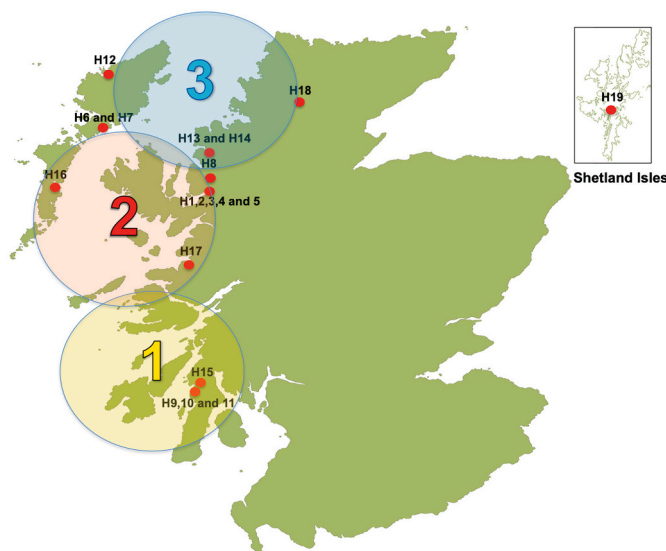 H12
3
H18
H19
H6 and H7
H13 and H14
H8
Shetland Isles
H16
H1,2,3,4 and 5
2
H17
1
H15
H9,10 and 11